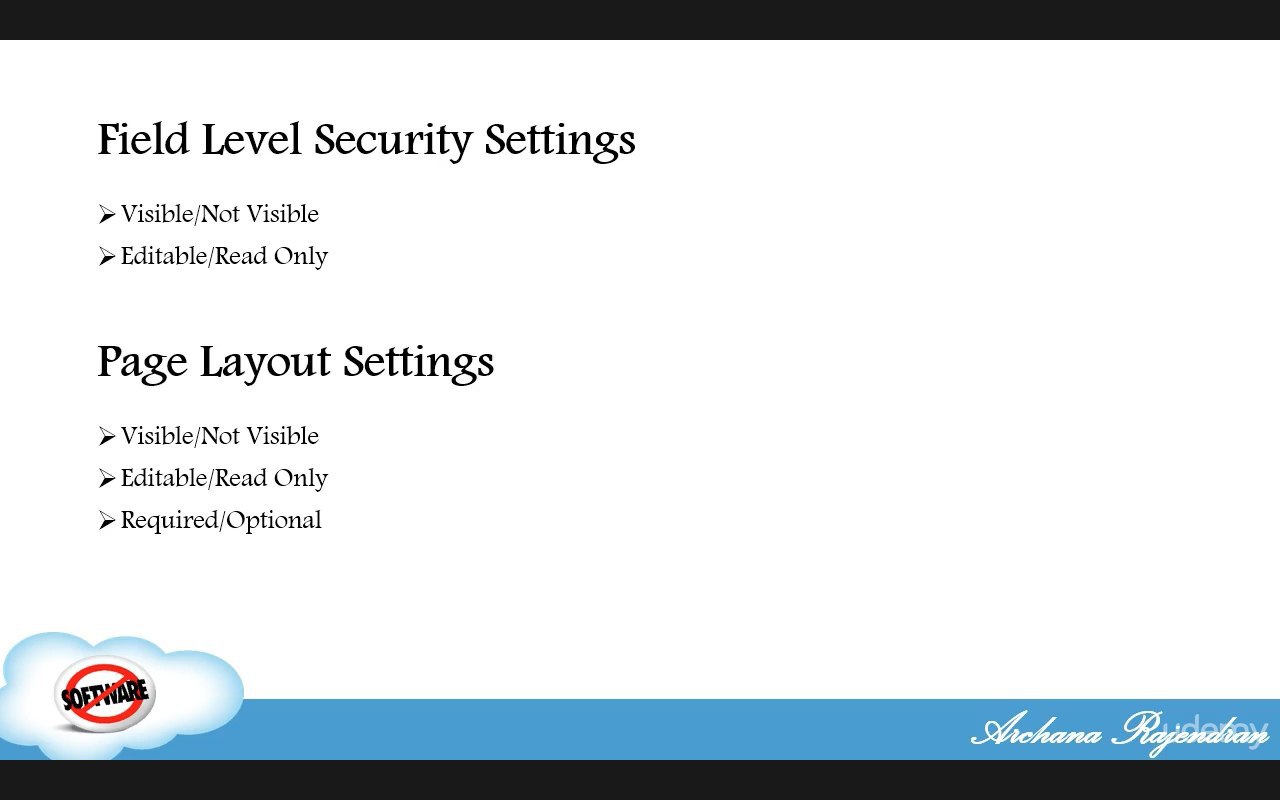 Field Level Security Settings
➢ Visible/Not Visible
➢ Editable/Read Only
Page Layout Settings
➢ Visible/Not Visible
➢ Editable/Read Only
➢ Required/Optional
SOFTWARE
Archana Rajendran
udemy